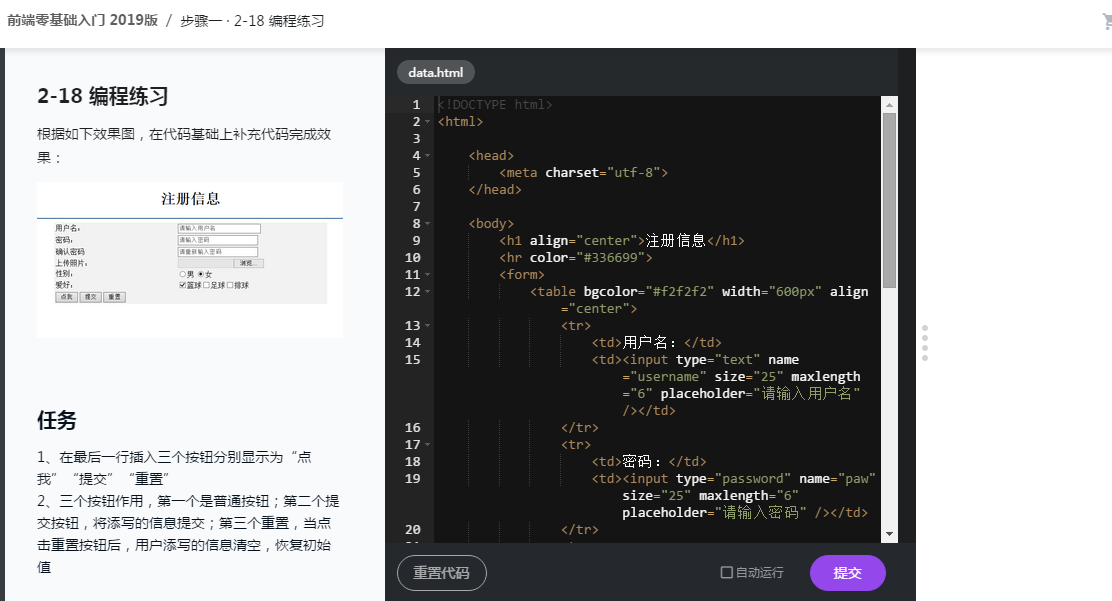 前端零基础入门 2019版 / 步骤一 · 2-18 编程练习
2-18 编程练习
根据如下效果图，在代码基础上补充代码完成效
果：
注册信息
用户名：
请输入用户名
密码：
请输入密码
确认密码
请重新输入密码
上传照片：
浏览...
性别：
男 女
爱好：
篮球 足球 排球
点我 提交 重置
任务
1、在最后一行插入三个按钮分别显示为“点
我”“提交”“重置”
2、三个按钮作用，第一个是普通按钮；第二个提
交按钮，将添写的信息提交；第三个重置，当点
击重置按钮后，用户添写的信息清空，恢复初始
值
data.html
1 <!DOCTYPE html>
2 <html>
3
4 <head>
5 <meta charset="utf-8">
6 </head>
7
8 <body>
9 <h1 align="center">注册信息</h1>
10 <hr color="#336699">
11 <form>
12 <table bgcolor="#f2f2f2" width="600px" align
="center">
13 <tr>
14 <td>用户名：</td>
15 <td><input type="text" name
="username" size="25" maxlength
="6" placeholder="请输入用户名"
/></td>
16 </tr>
17 <tr>
18 <td>密码：</td>
19 <td><input type="password" name="paw"
size="25" maxlength="6"
placeholder="请输入密码" /></td>
20 </tr>
重置代码
自动运行
提交